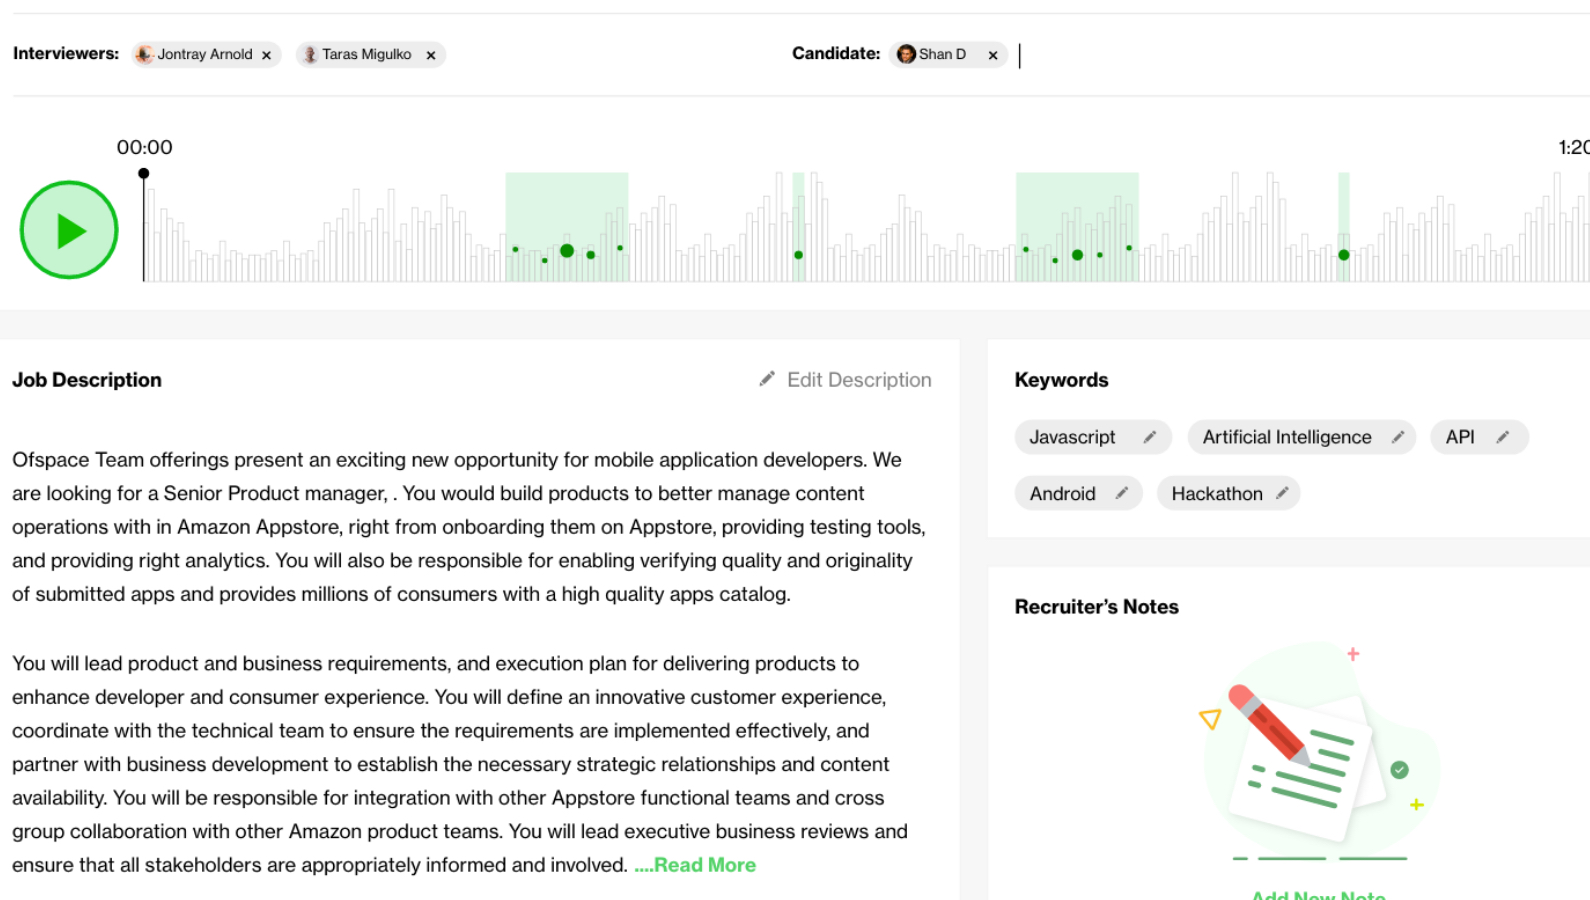 Interviewers: Jontray Arnold × Taras Migulko × Candidate: Shan D ×
00:00
Job Description Edit Description
Ofspace Team offerings present an exciting new opportunity for mobile application developers. We
are looking for a Senior Product manager, . You would build products to better manage content
operations with in Amazon Appstore, right from onboarding them on Appstore, providing testing tools,
and providing right analytics. You will also be responsible for enabling verifying quality and originality
of submitted apps and provides millions of consumers with a high quality apps catalog.
You will lead product and business requirements, and execution plan for delivering products to
enhance developer and consumer experience. You will define an innovative customer experience,
coordinate with the technical team to ensure the requirements are implemented effectively, and
partner with business development to establish the necessary strategic relationships and content
availability. You will be responsible for integration with other Appstore functional teams and cross
group collaboration with other Amazon product teams. You will lead executive business reviews and
ensure that all stakeholders are appropriately informed and involved. ....Read More
Keywords
Javascript Artificial Intelligence API
Android Hackathon
Recruiter’s Notes
Add New Note